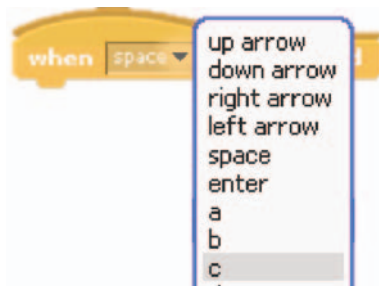 when space
up arrow
down arrow
right arrow
left arrow
space
enter
a
b
c